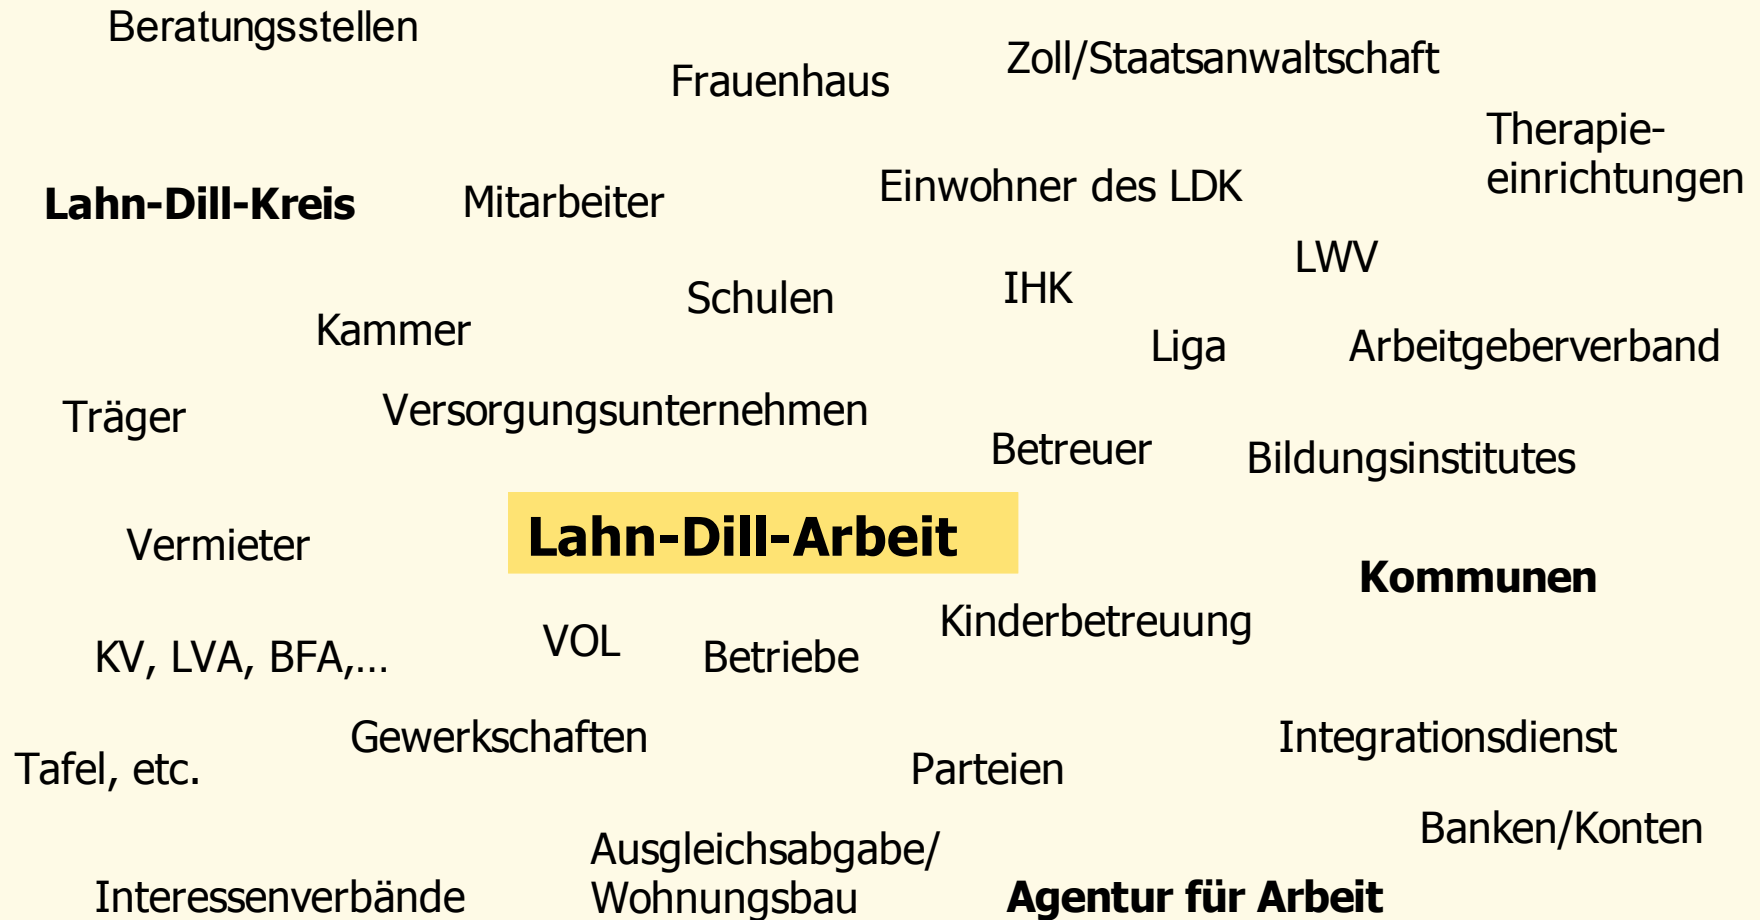 Beratungsstellen
Frauenhaus
Zoll/Staatsanwaltschaft
Therapie-
einrichtungen
Lahn-Dill-Kreis
Mitarbeiter
Einwohner des LDK
LWV
Schulen
IHK
Kammer
Liga
Arbeitgeberverband
Träger
Versorgungsunternehmen
Betreuer
Bildungsinstitutes
Vermieter
Lahn-Dill-Arbeit
Kommunen
KV, LVA, BFA,...
VOL
Betriebe
Kinderbetreuung
Tafel, etc.
Gewerkschaften
Parteien
Integrationsdienst
Banken/Konten
Interessenverbände
Ausgleichsabgabe/
Wohnungsbau
Agentur für Arbeit